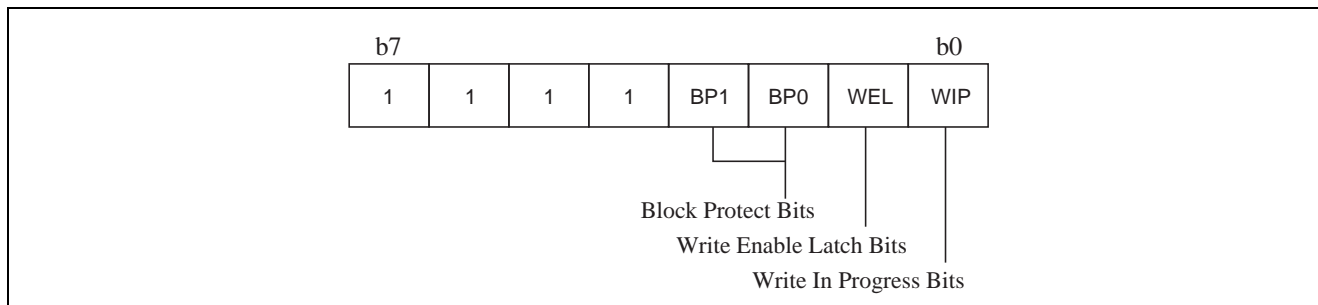 b7 b0
1 1 1 1 BP1 BP0 WEL WIP
Block Protect Bits
Write Enable Latch Bits
Write In Progress Bits